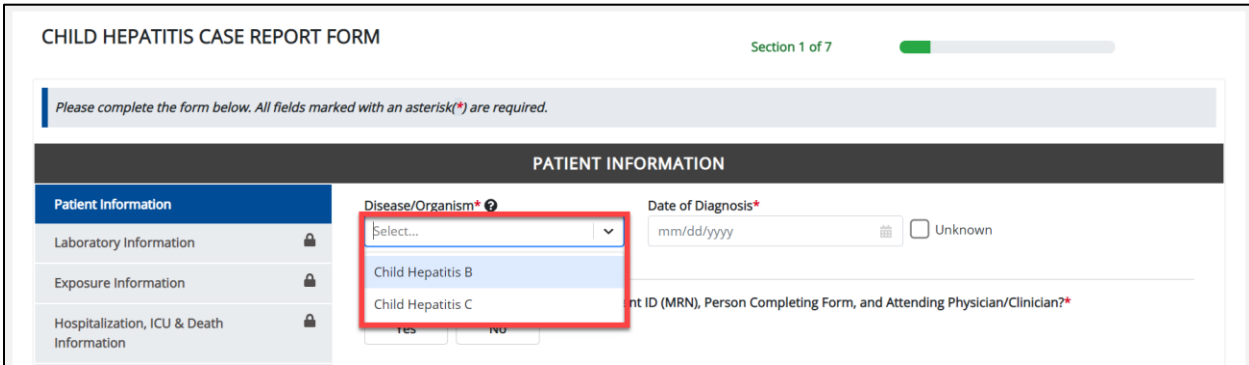 CHILD HEPATITIS CASE REPORT FORM
Section 1 of 7
Please complete the form below. All fields marked with an asterisk(*) are required.
PATIENT INFORMATION
Patient Information
Laboratory Information
Exposure Information
Hospitalization, ICU & Death
Information
Disease/Organism*
Select...
Child Hepatitis B
Child Hepatitis C
Date of Diagnosis*
mm/dd/yyyy
Unknown
ID (MRN), Person Completing Form, and Attending Physician/Clinician?*
Yes
No